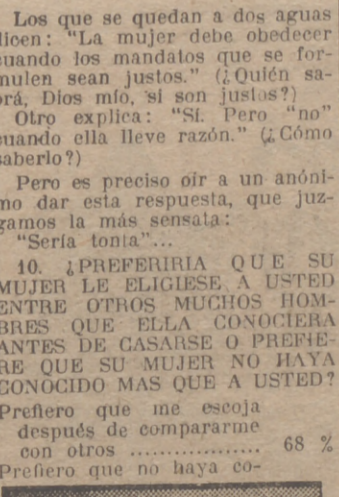 Los que se quedan a dos aguas
dicen: "La mujer debe obedecer
cuando los mandatos que se for-
mulen sean justos." (¿Quién sa-
brá, Dios mío, si son justos?)
Otro explica: "Sí. Pero "no"
cuando ella lleve razón." (¿Cómo
saberlo?)
Pero es preciso oir a un anóni-
mo dar esta respuesta, que juz-
gamos la más sensata:
"Sería tonta"...
10. ¿PREFERIRIA QUE SU
MUJER LE ELIGIESE A USTED
ENTRE OTROS MUCHOS HOM-
BRES QUE ELLA CONOCIERA
ANTES DE CASARSE O PREFIE-
RE QUE SU MUJER NO HAYA
CONOCIDO MAS QUE A USTED?
Prefiero que me escoja
después de compararme
con otros .................. 68 %
Prefiero que no haya co-